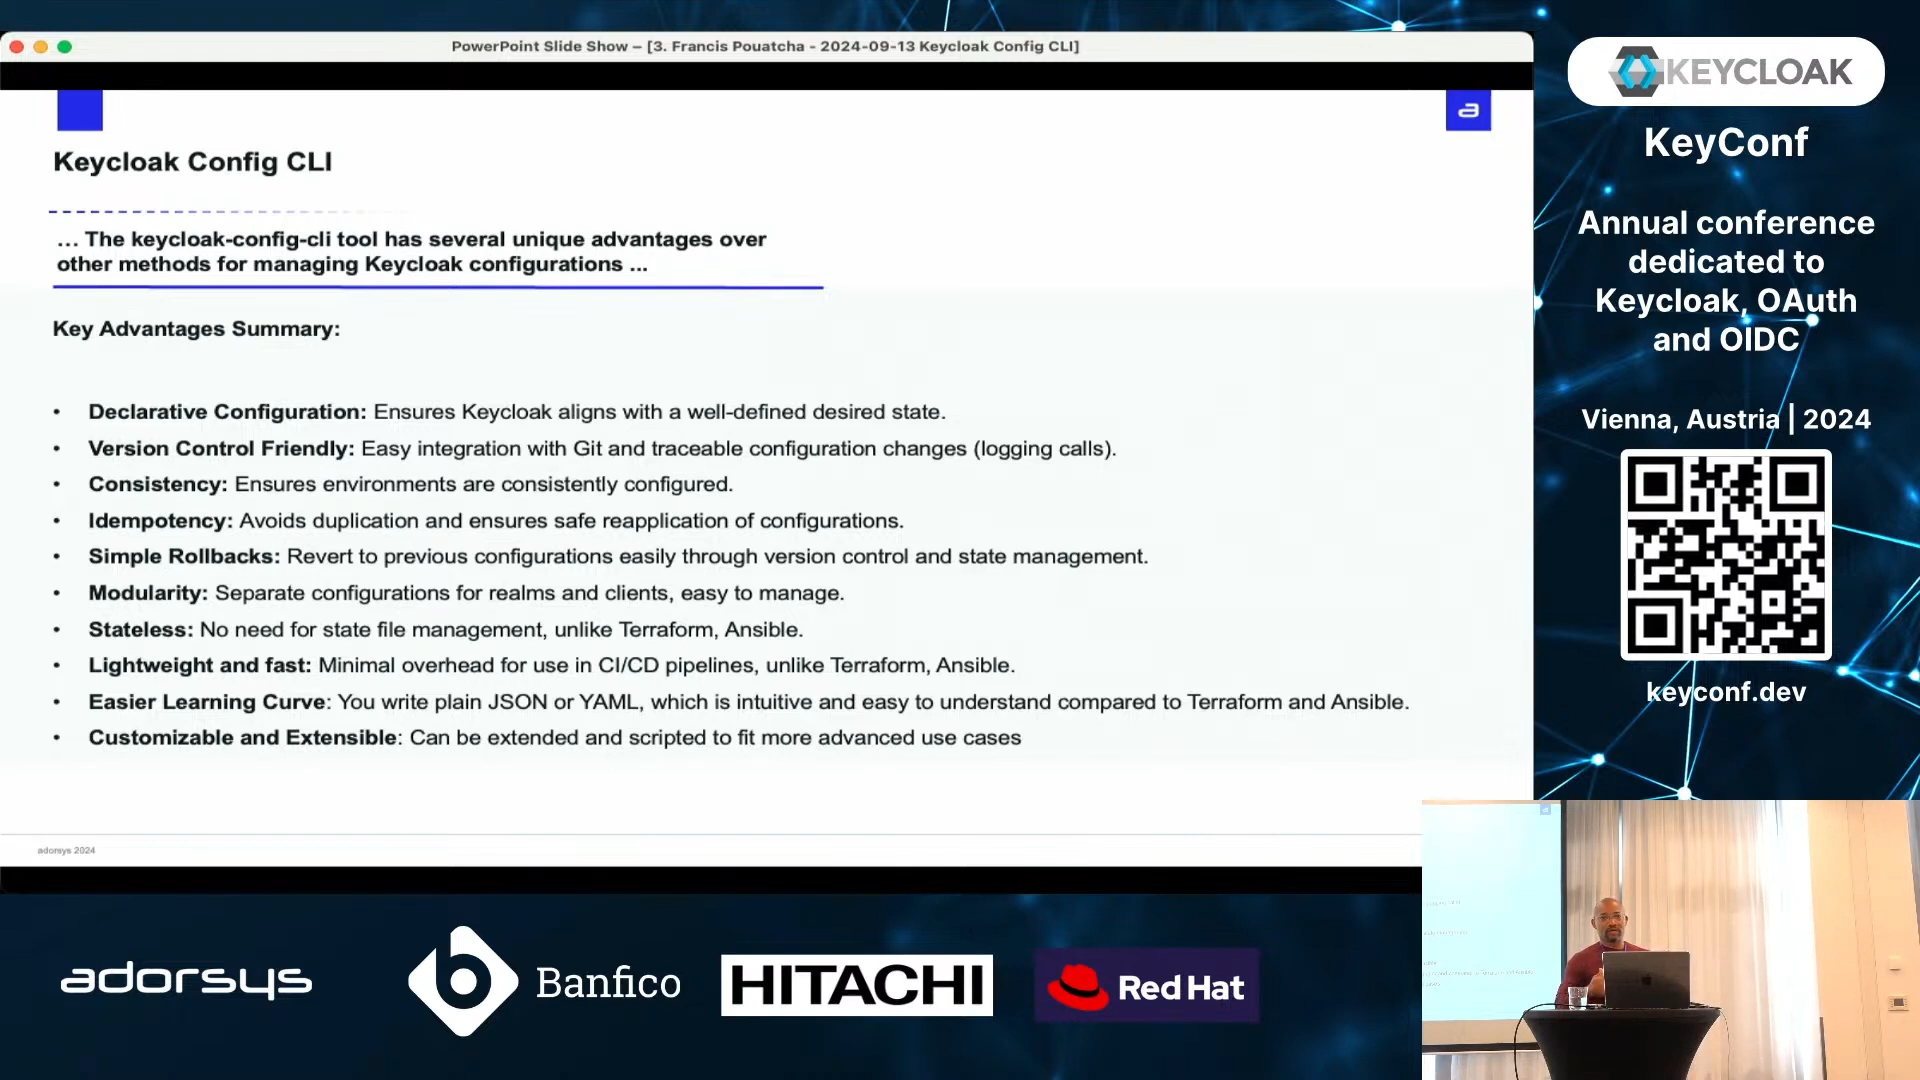 PowerPoint Slide Show – [3. Francis Pouatcha - 2024-09-13 Keycloak Config CLI]
a
Keycloak Config CLI
... The keycloak-config-cli tool has several unique advantages over
other methods for managing Keycloak configurations ...
Key Advantages Summary:
• Declarative Configuration: Ensures Keycloak aligns with a well-defined desired state.
• Version Control Friendly: Easy integration with Git and traceable configuration changes (logging calls).
• Consistency: Ensures environments are consistently configured.
• Idempotency: Avoids duplication and ensures safe reapplication of configurations.
• Simple Rollbacks: Revert to previous configurations easily through version control and state management.
• Modularity: Separate configurations for realms and clients, easy to manage.
• Stateless: No need for state file management, unlike Terraform, Ansible.
• Lightweight and fast: Minimal overhead for use in CI/CD pipelines, unlike Terraform, Ansible.
• Easier Learning Curve: You write plain JSON or YAML, which is intuitive and easy to understand compared to Terraform and Ansible.
• Customizable and Extensible: Can be extended and scripted to fit more advanced use cases
adorsys 2024
KEYCLOAK
KeyConf
Annual conference
dedicated to
Keycloak, OAuth
and OIDC
Vienna, Austria | 2024
keyconf.dev
adorsys
Banfico
HITACHI
Red Hat